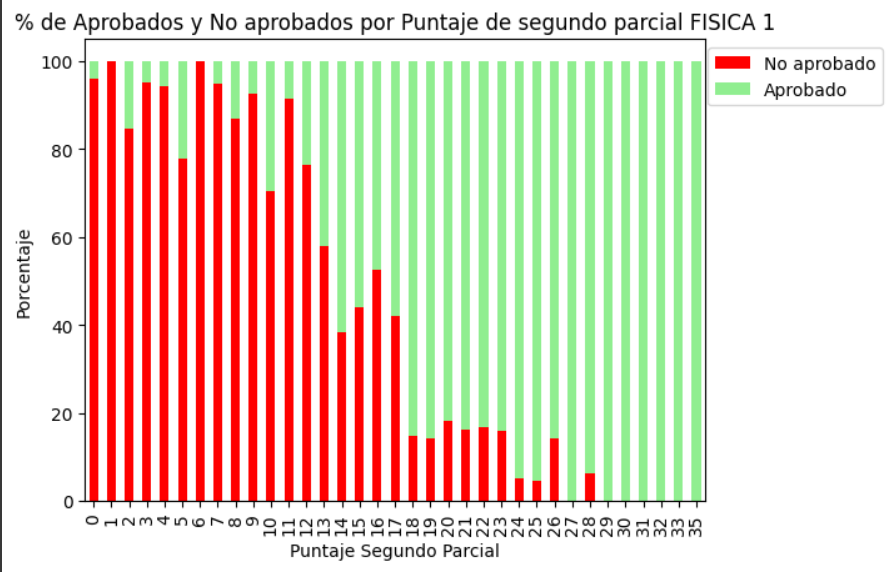 % de Aprobados y No aprobados por Puntaje de segundo parcial FISICA 1
No aprobado
Aprobado
100
80
60
40
20
0
Porcentaje
0 1 2 3 4 5 6 7 8 9 10 11 12 13 14 15 16 17 18 19 20 21 22 23 24 25 26 27 28 29 30 31 32 33 35
Puntaje Segundo Parcial